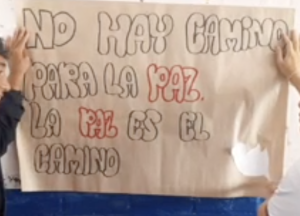 NO HAY CAMINO
PARA LA PAZ.
LA PAZ ES EL
CAMINO